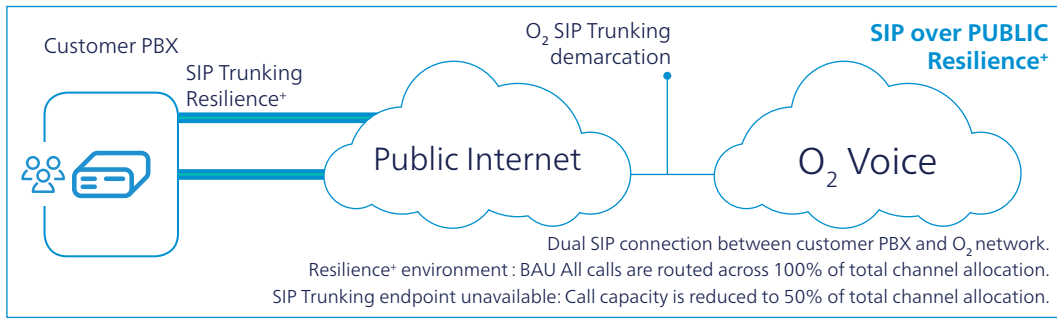 Customer PBX
SIP Trunking
Resilience⁺
O₂ SIP Trunking
demarcation
SIP over PUBLIC
Resilience⁺
Public Internet
O₂ Voice
Dual SIP connection between customer PBX and O₂ network.
Resilience⁺ environment : BAU All calls are routed across 100% of total channel allocation.
SIP Trunking endpoint unavailable: Call capacity is reduced to 50% of total channel allocation.